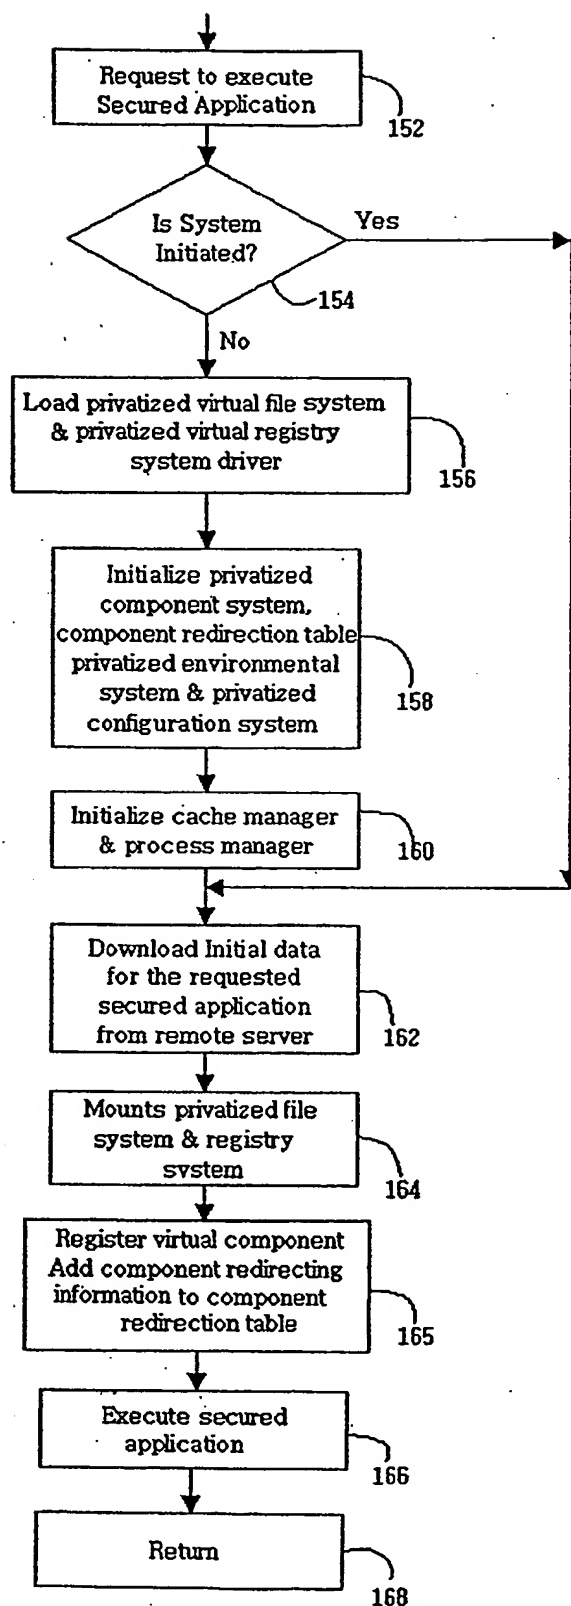 Request to execute
Secured Application
152
Is System
Initiated?
Yes
154
No
Load privatized virtual file system
& privatized virtual registry
system driver
156
Initialize privatized
component system,
component redirection table
privatized environmental
system & privatized
configuration system
158
Initialize cache manager
& process manager
160
Download Initial data
for the requested
secured application
from remote server
162
Mounts privatized file
system & registry
system
164
Register virtual component
Add component redirecting
information to component
redirection table
165
Execute secured
application
166
Return
168